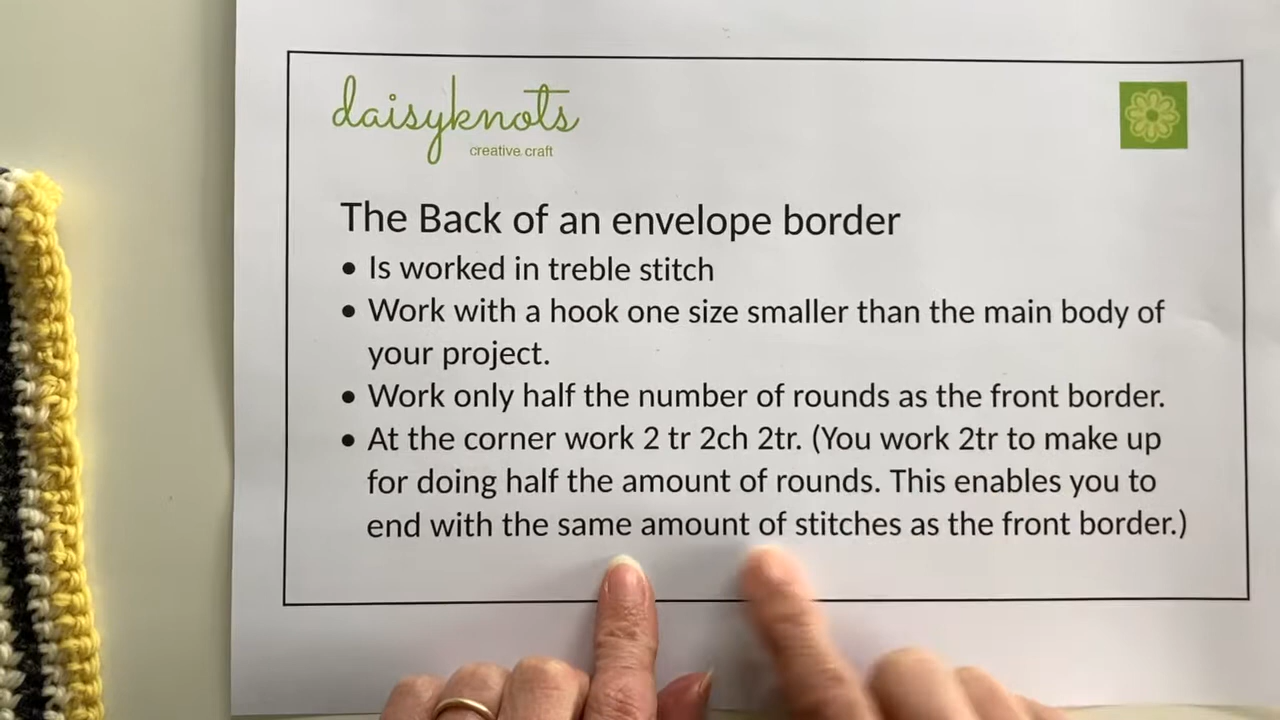 daisyknots
creative.craft
The Back of an envelope border
• Is worked in treble stitch
• Work with a hook one size smaller than the main body of
your project.
• Work only half the number of rounds as the front border.
• At the corner work 2 tr 2ch 2tr. (You work 2tr to make up
for doing half the amount of rounds. This enables you to
end with the same amount of stitches as the front border.)